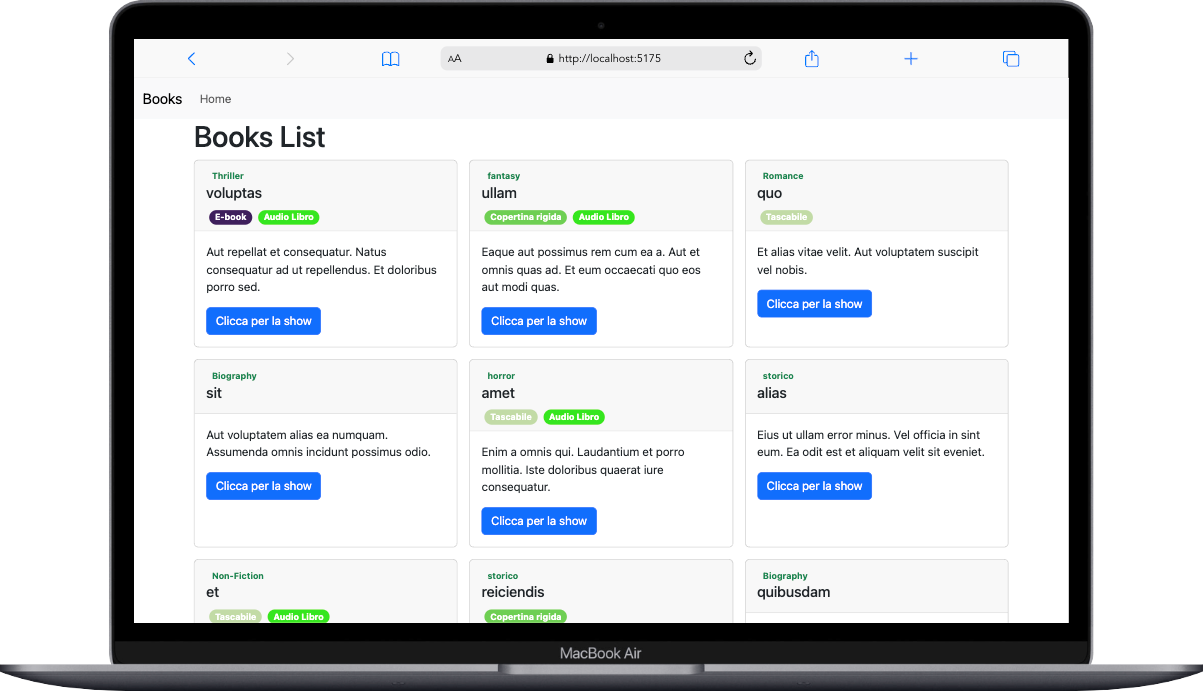 AA http://localhost:5175
Books Home
Books List
Thriller
voluptas
E-book Audio Libro
Aut repellat et consequatur. Natus
consequatur ad ut repellendus. Et doloribus
porro sed.
Clicca per la show
fantasy
ullam
Copertina rigida Audio Libro
Eaque aut possimus rem cum ea a. Aut et
omnis quas ad. Et eum occaecati quo eos
aut modi quas.
Clicca per la show
Romance
quo
Tascabile
Et alias vitae velit. Aut voluptatem suscipit
vel nobis.
Clicca per la show
Biography
sit
Aut voluptatem alias ea numquam.
Assumenda omnis incidunt possimus odio.
Clicca per la show
horror
amet
Tascabile Audio Libro
Enim a omnis qui. Laudantium et porro
mollitia. Iste doloribus quaerat iure
consequatur.
Clicca per la show
storico
alias
Eius ut ullam error minus. Vel officia in sint
eum. Ea odit est et aliquam velit sit eveniet.
Clicca per la show
Non-Fiction
et
Tascabile Audio Libro
storico
reiciendis
Copertina rigida
Biography
quibusdam
MacBook Air